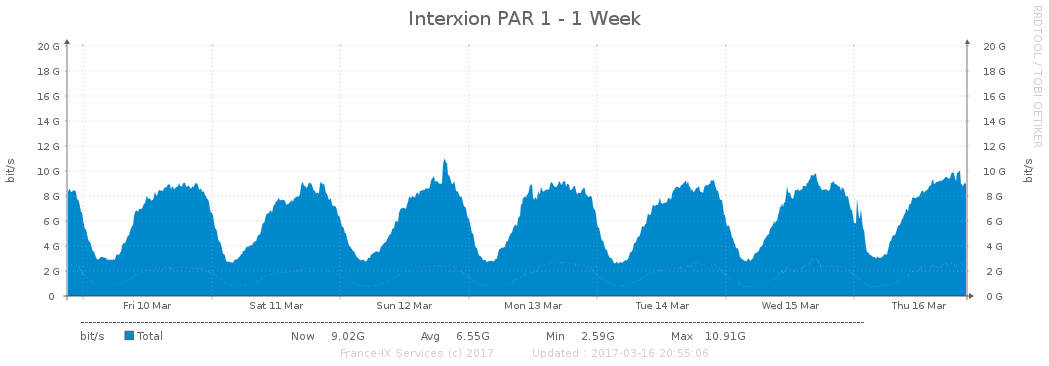 Interxion PAR 1 - 1 Week
RRDTOOL / TOBI OETIKER
bit/s
bit/s
20 G 20 G
18 G 18 G
16 G 16 G
14 G 14 G
12 G 12 G
10 G 10 G
8 G 8 G
6 G 6 G
4 G 4 G
2 G 2 G
0 0 G
Fri 10 Mar Sat 11 Mar Sun 12 Mar Mon 13 Mar Tue 14 Mar Wed 15 Mar Thu 16 Mar
bit/s Total Now 9.02G Avg 6.55G Min 2.59G Max 10.91G
France-IX Services (c) 2017 Updated : 2017-03-16 20:55:06